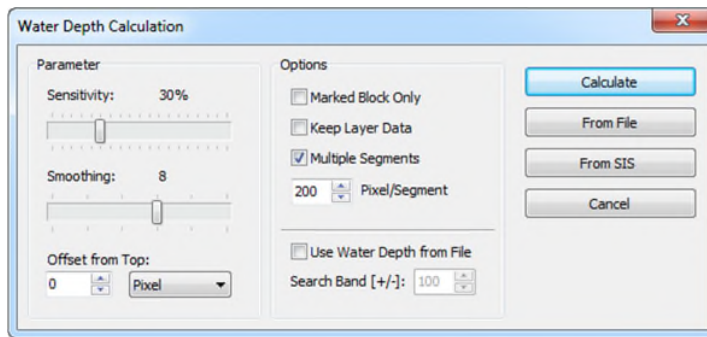 Water Depth Calculation
Parameter
Sensitivity: 30%
Smoothing: 8
Offset from Top:
0 Pixel
Options
Marked Block Only
Keep Layer Data
Multiple Segments
200 Pixel/Segment
Use Water Depth from File
Search Band [+/-]: 100
Calculate
From File
From SIS
Cancel